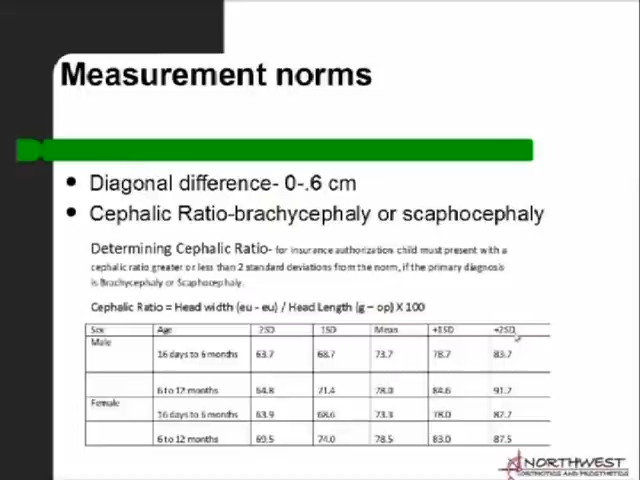 Measurement norms
Diagonal difference- 0-.6 cm
Cephalic Ratio-brachycephaly or scaphocephaly
Determining Cephalic Ratio- for insurance authorization child must present with a
cephalic ratio greater or less than 2 standard deviations from the norm, if the primary diagnosis
is Brachycephaly or Scaphocephaly.
Cephalic Ratio = Head width (eu - eu) / Head Length (g – op) X 100
Sex Age 2SD 1SD Mean +1SD +2SD
Male
16 days to 6 months 63.7 68.7 73.7 78.7 83.7
6 to 12 months 64.8 71.4 78.0 84.6 91.7
Female
16 days to 6 months 63.9 68.6 73.3 78.0 87.7
6 to 12 months 69.5 74.0 78.5 83.0 87.5
NORTHWEST
ORTHOTICS AND PROSTHETICS